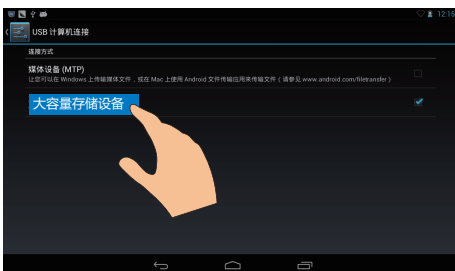 12:15
USB 计算机连接
连接方式
媒体设备 (MTP)
让您可以在 Windows 上传输媒体文件，或在 Mac 上使用 Android 文件传输应用来传输文件（请参见 www.android.com/filetransfer）
大容量存储设备